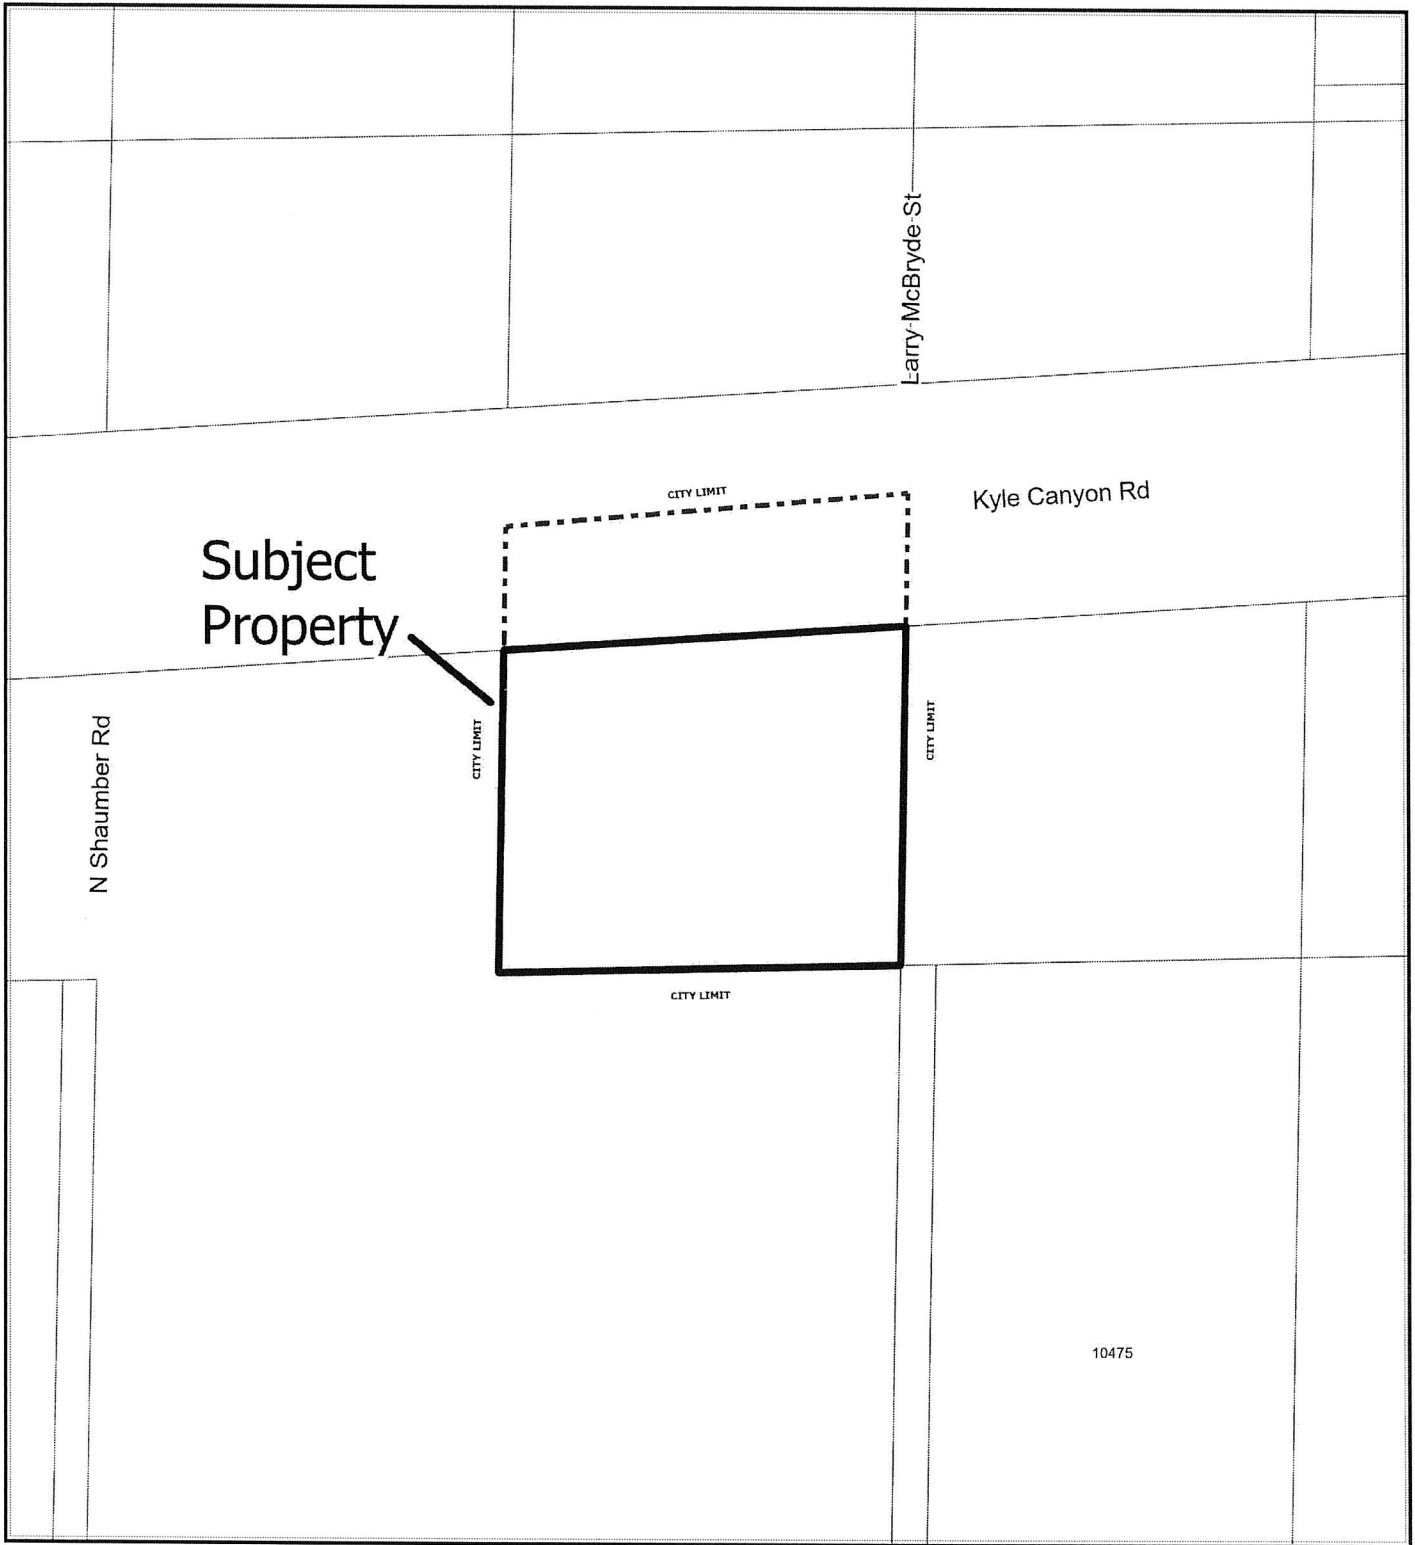 Larry McBryde St
CITY LIMIT
Kyle Canyon Rd
Subject
Property
CITY LIMIT
CITY LIMIT
N Shaumber Rd
CITY LIMIT
10475